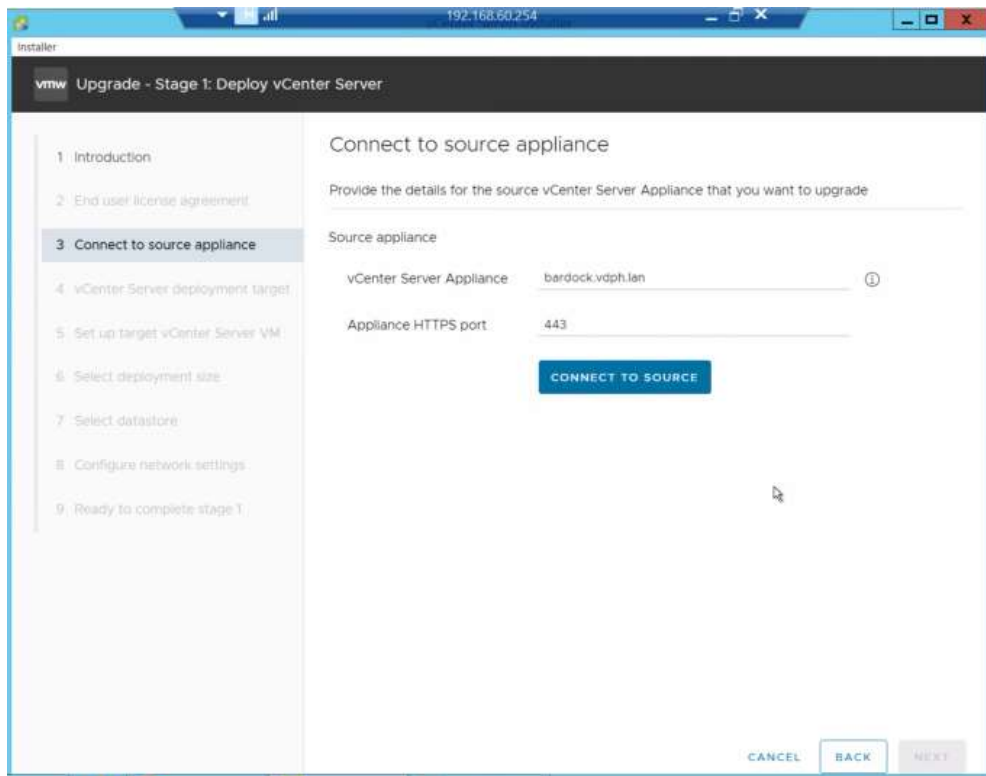 192.168.60.254
Installer
vmw Upgrade - Stage 1: Deploy vCenter Server
1 Introduction
2 End user license agreement
3 Connect to source appliance
4 vCenter Server deployment target
5 Set up target vCenter Server VM
6 Select deployment size
7 Select datastore
8 Configure network settings
9 Ready to complete stage 1
Connect to source appliance
Provide the details for the source vCenter Server Appliance that you want to upgrade
Source appliance
vCenter Server Appliance bardock.vdph.lan
Appliance HTTPS port 443
CONNECT TO SOURCE
CANCEL BACK NEXT